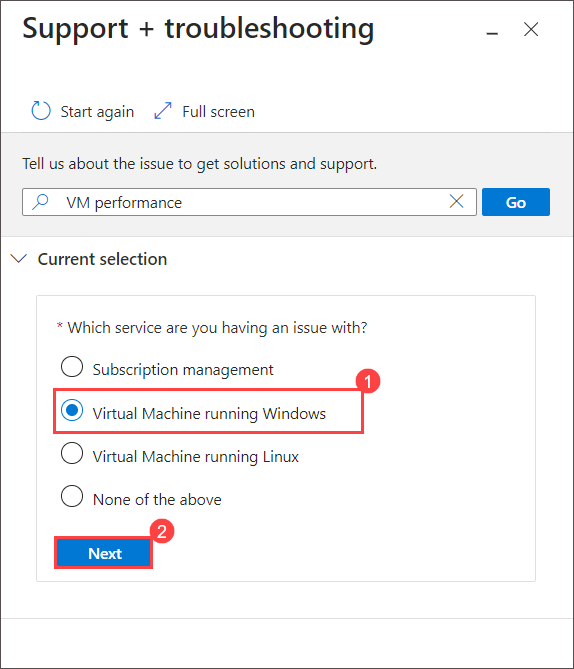 Support + troubleshooting
Start again Full screen
Tell us about the issue to get solutions and support.
VM performance Go
Current selection
* Which service are you having an issue with?
Subscription management
1
Virtual Machine running Windows
Virtual Machine running Linux
None of the above
2
Next